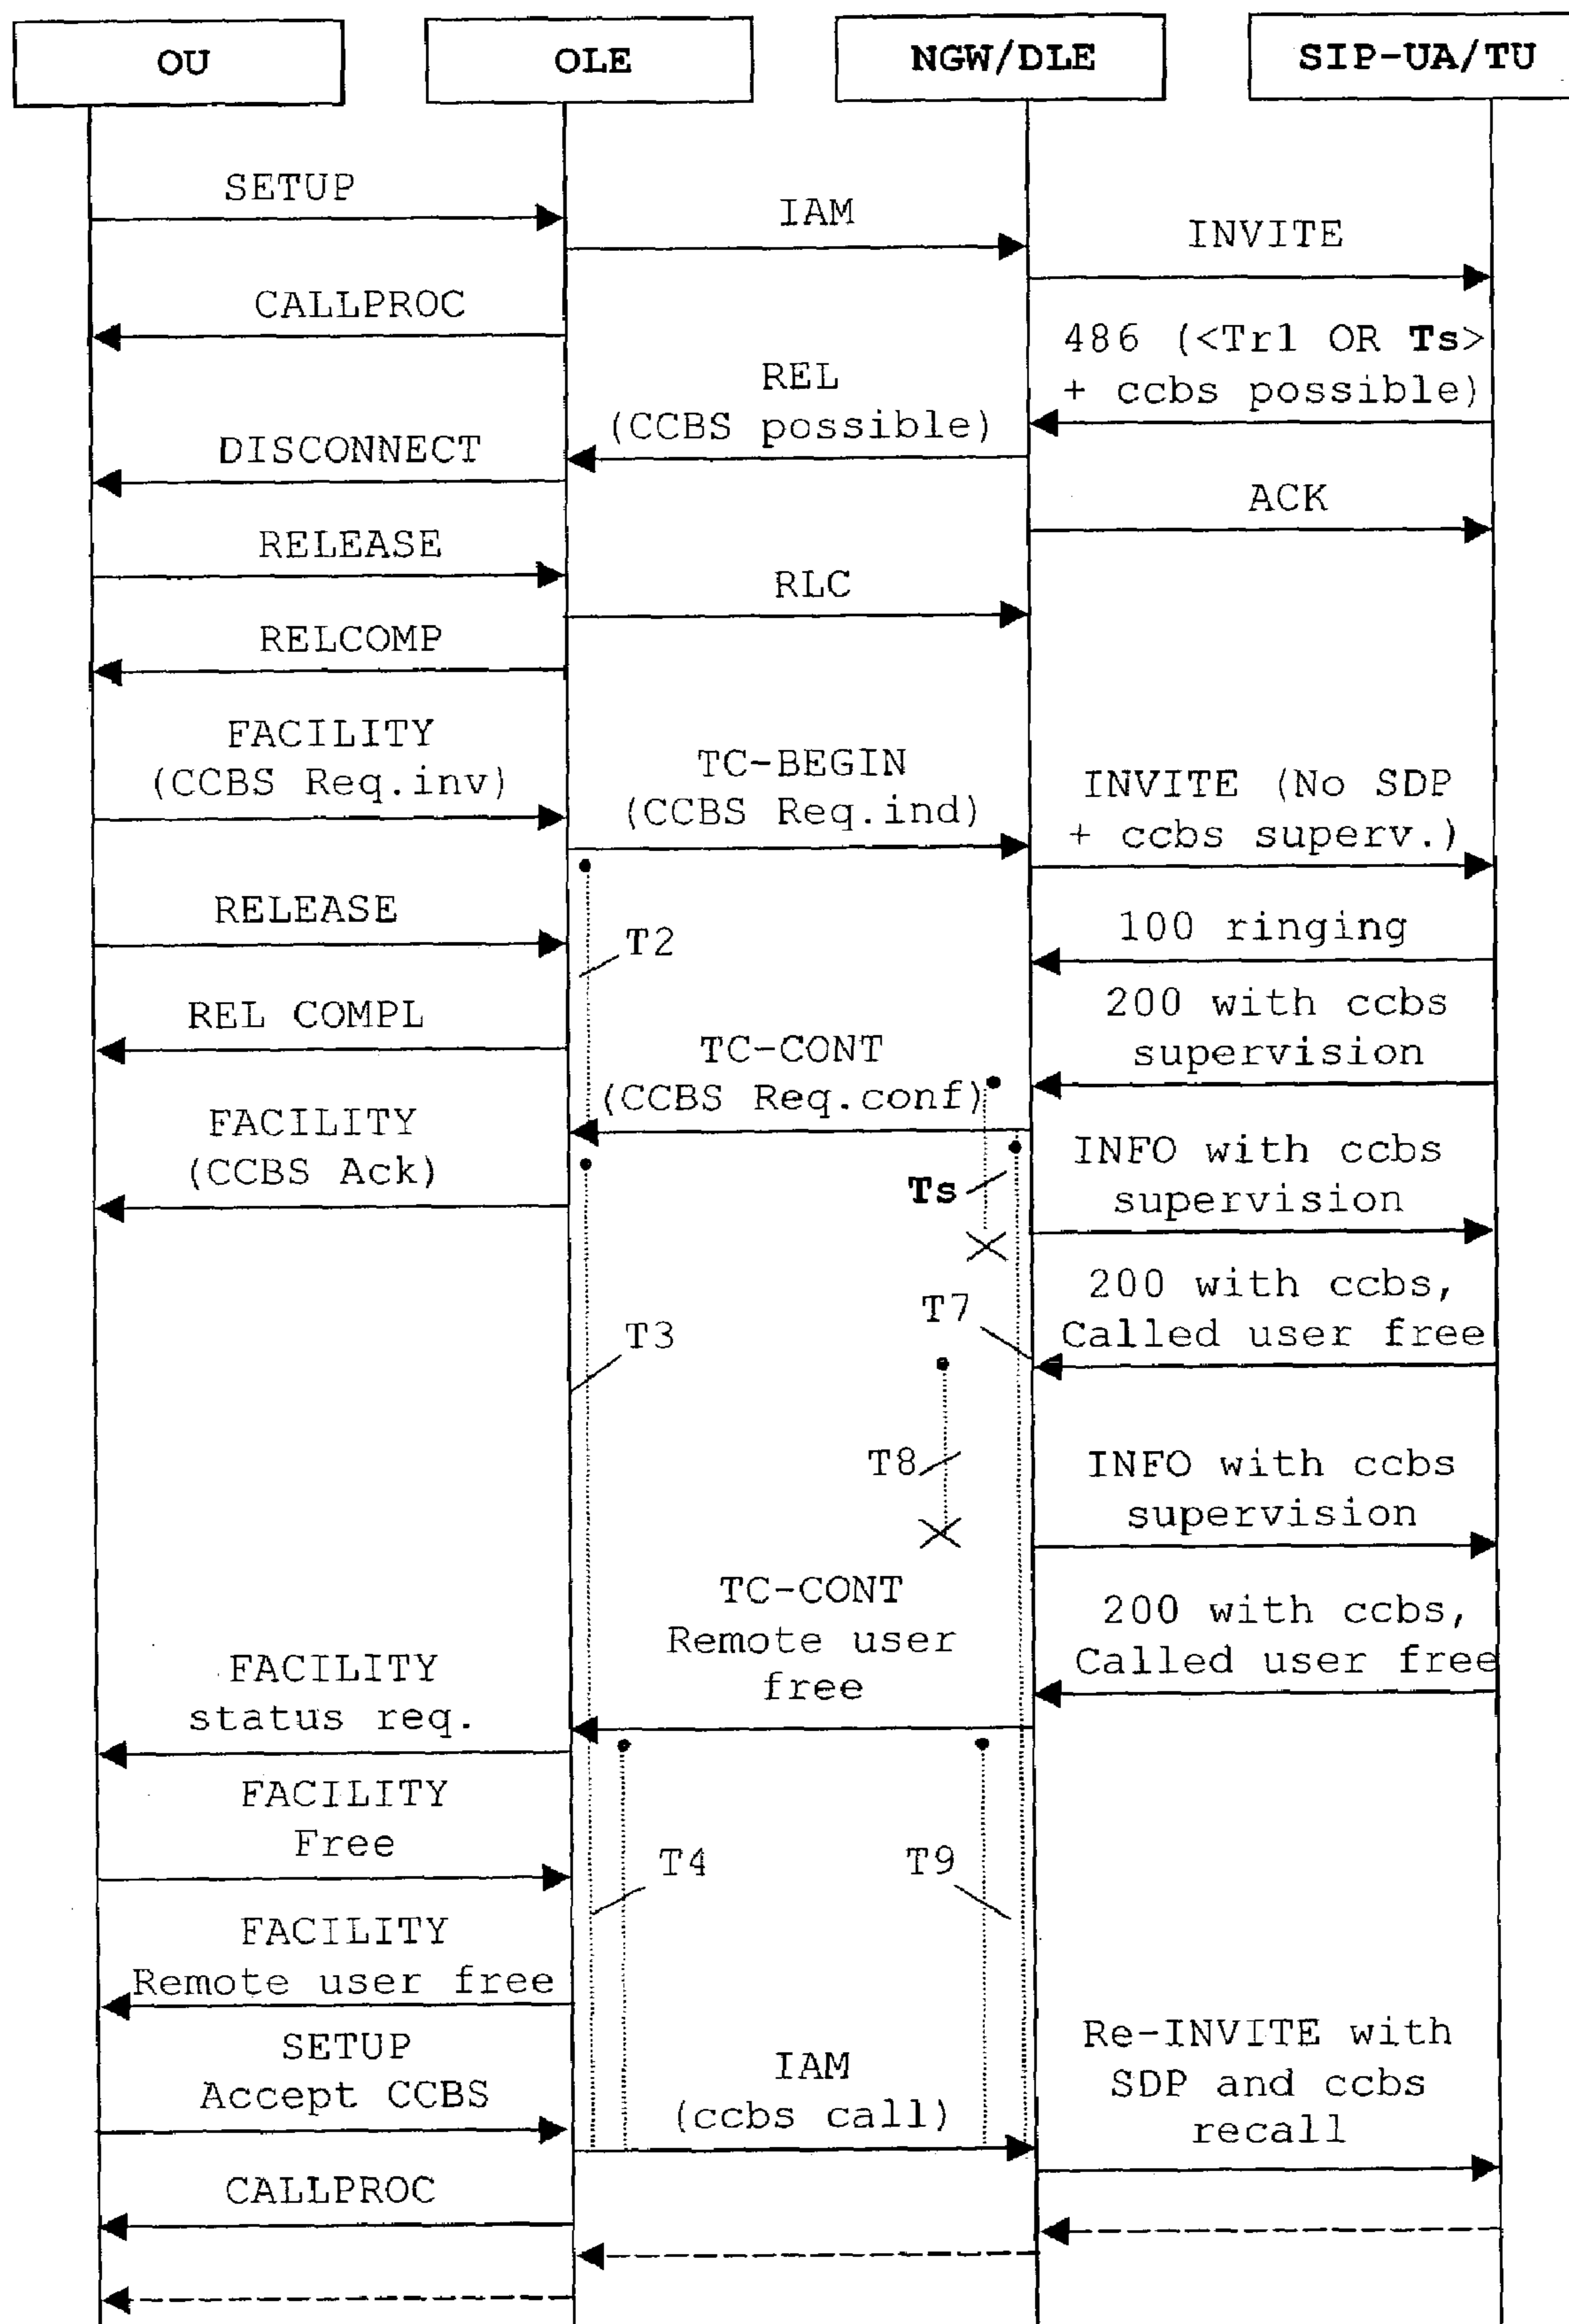 OU
OLE
NGW/DLE
SIP-UA/TU
SETUP
IAM
INVITE
CALLPROC
486 (<Tr1 OR Ts>
+ ccbs possible)
REL
(CCBS possible)
DISCONNECT
ACK
RELEASE
RLC
RELCOMP
FACILITY
(CCBS Req.inv)
TC-BEGIN
(CCBS Req.ind)
INVITE (No SDP
+ ccbs superv.)
RELEASE
T2
100 ringing
REL COMPL
200 with ccbs
supervision
TC-CONT
(CCBS Req.conf)
FACILITY
(CCBS Ack)
Ts
INFO with ccbs
supervision
T7
200 with ccbs,
Called user free
T3
T8
INFO with ccbs
supervision
TC-CONT
Remote user
free
200 with ccbs,
Called user free
FACILITY
status req.
FACILITY
Free
T4
T9
FACILITY
Remote user free
SETUP
Accept CCBS
IAM
(ccbs call)
Re-INVITE with
SDP and ccbs
recall
CALLPROC